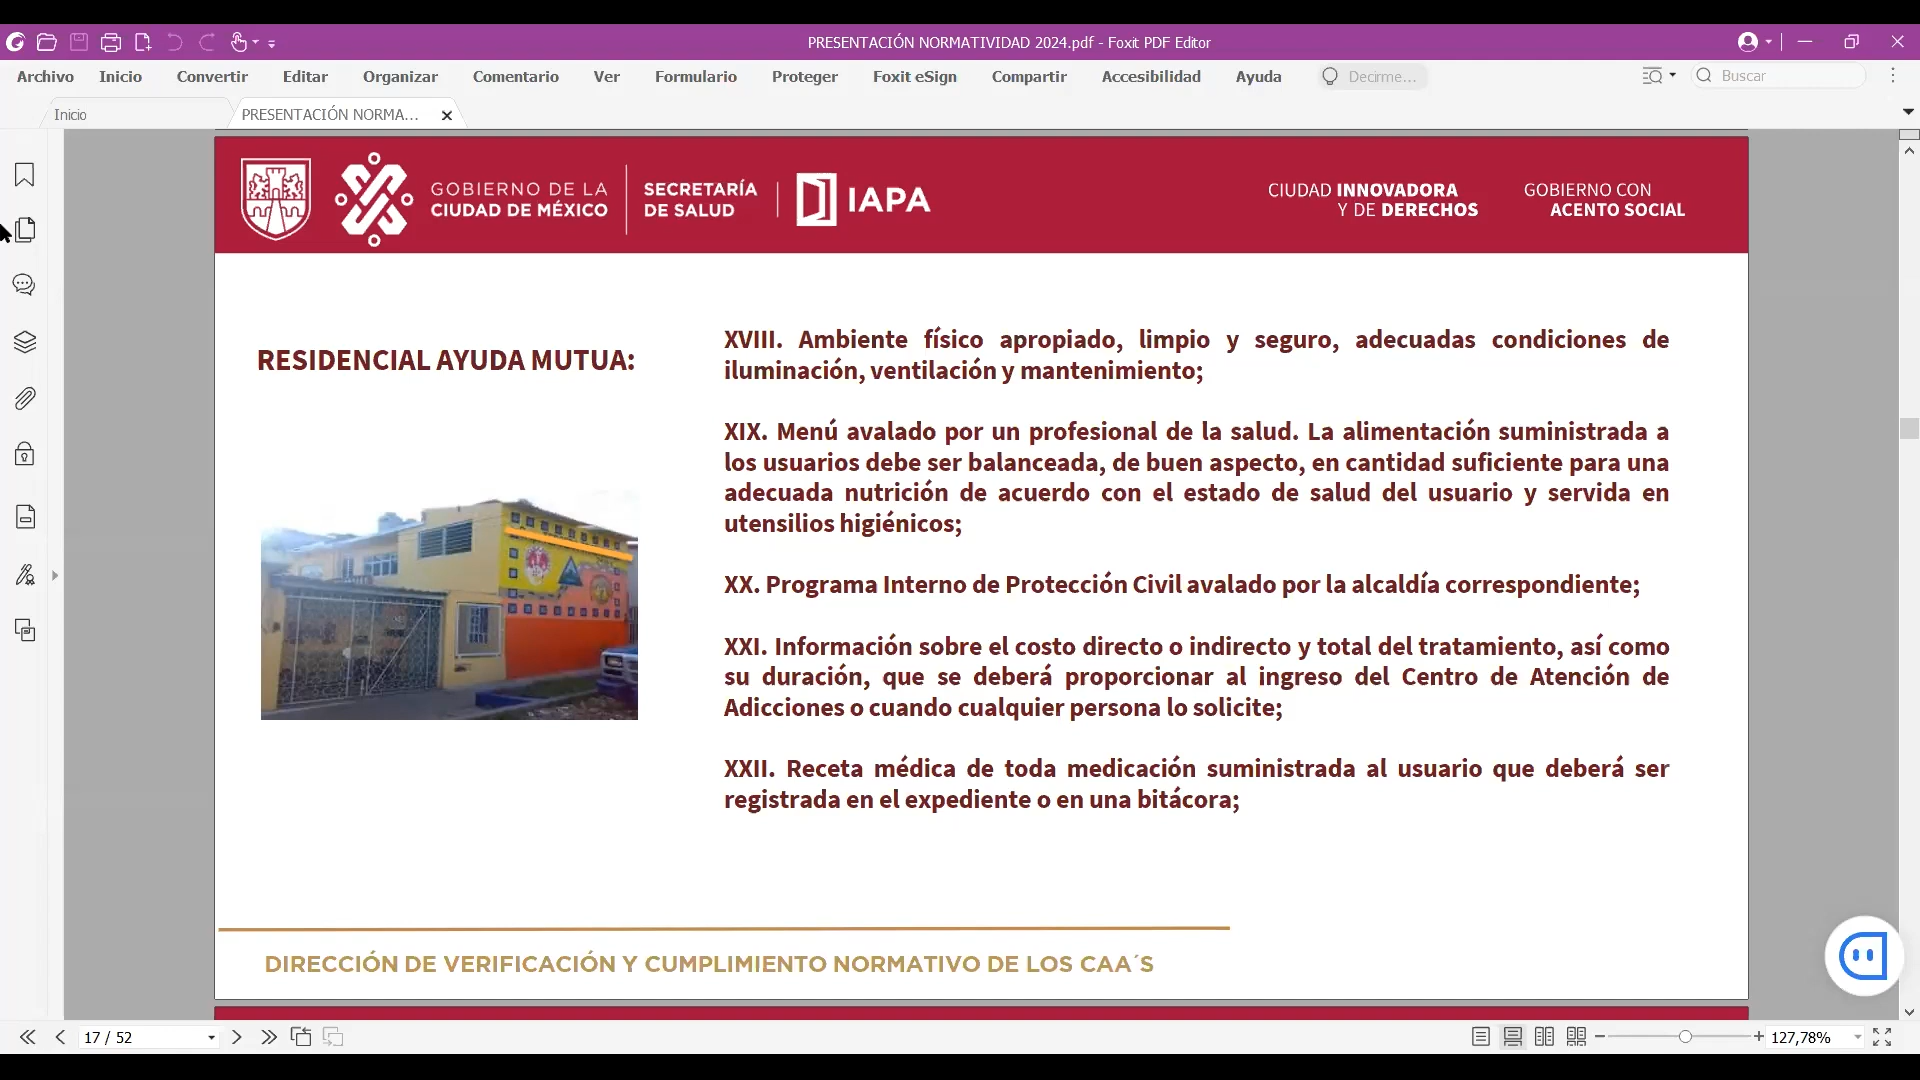 PRESENTACIÓN NORMATIVIDAD 2024.pdf - Foxit PDF Editor
Archivo Inicio Convertir Editar Organizar Comentario Ver Formulario Proteger Foxit eSign Compartir Accesibilidad Ayuda Decirme... Buscar
Inicio PRESENTACIÓN NORMA...
GOBIERNO DE LA
CIUDAD DE MÉXICO
SECRETARÍA
DE SALUD
IAPA
CIUDAD INNOVADORA
Y DE DERECHOS
GOBIERNO CON
ACENTO SOCIAL
RESIDENCIAL AYUDA MUTUA:
XVIII. Ambiente físico apropiado, limpio y seguro, adecuadas condiciones de
iluminación, ventilación y mantenimiento;
XIX. Menú avalado por un profesional de la salud. La alimentación suministrada a
los usuarios debe ser balanceada, de buen aspecto, en cantidad suficiente para una
adecuada nutrición de acuerdo con el estado de salud del usuario y servida en
utensilios higiénicos;
XX. Programa Interno de Protección Civil avalado por la alcaldía correspondiente;
XXI. Información sobre el costo directo o indirecto y total del tratamiento, así como
su duración, que se deberá proporcionar al ingreso del Centro de Atención de
Adicciones o cuando cualquier persona lo solicite;
XXII. Receta médica de toda medicación suministrada al usuario que deberá ser
registrada en el expediente o en una bitácora;
DIRECCIÓN DE VERIFICACIÓN Y CUMPLIMIENTO NORMATIVO DE LOS CAA´S
17 / 52
127,78%